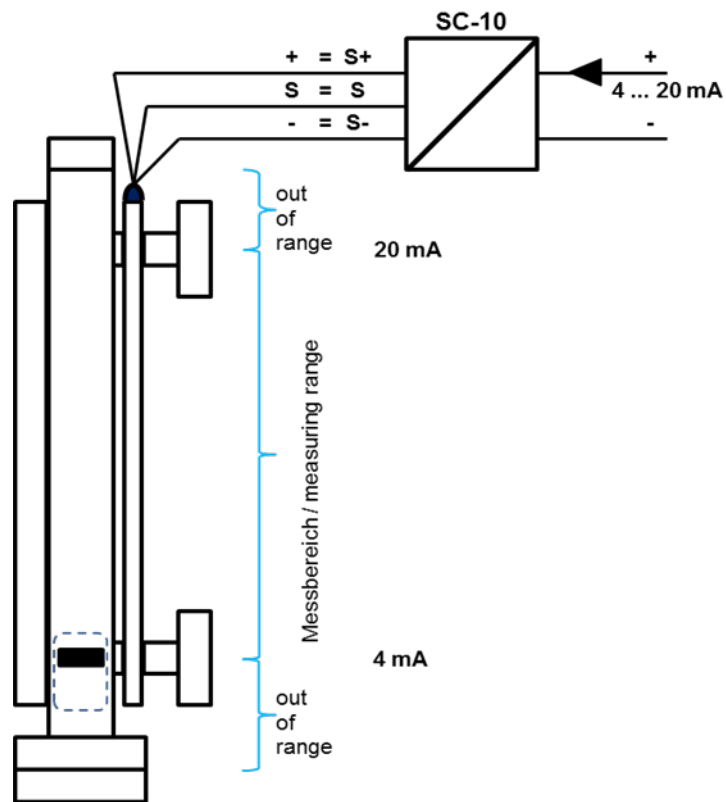 SC-10
+ = S+
S = S
- = S-
+
4 ... 20 mA
-
out
of
range
20 mA
Messbereich / measuring range
4 mA
out
of
range